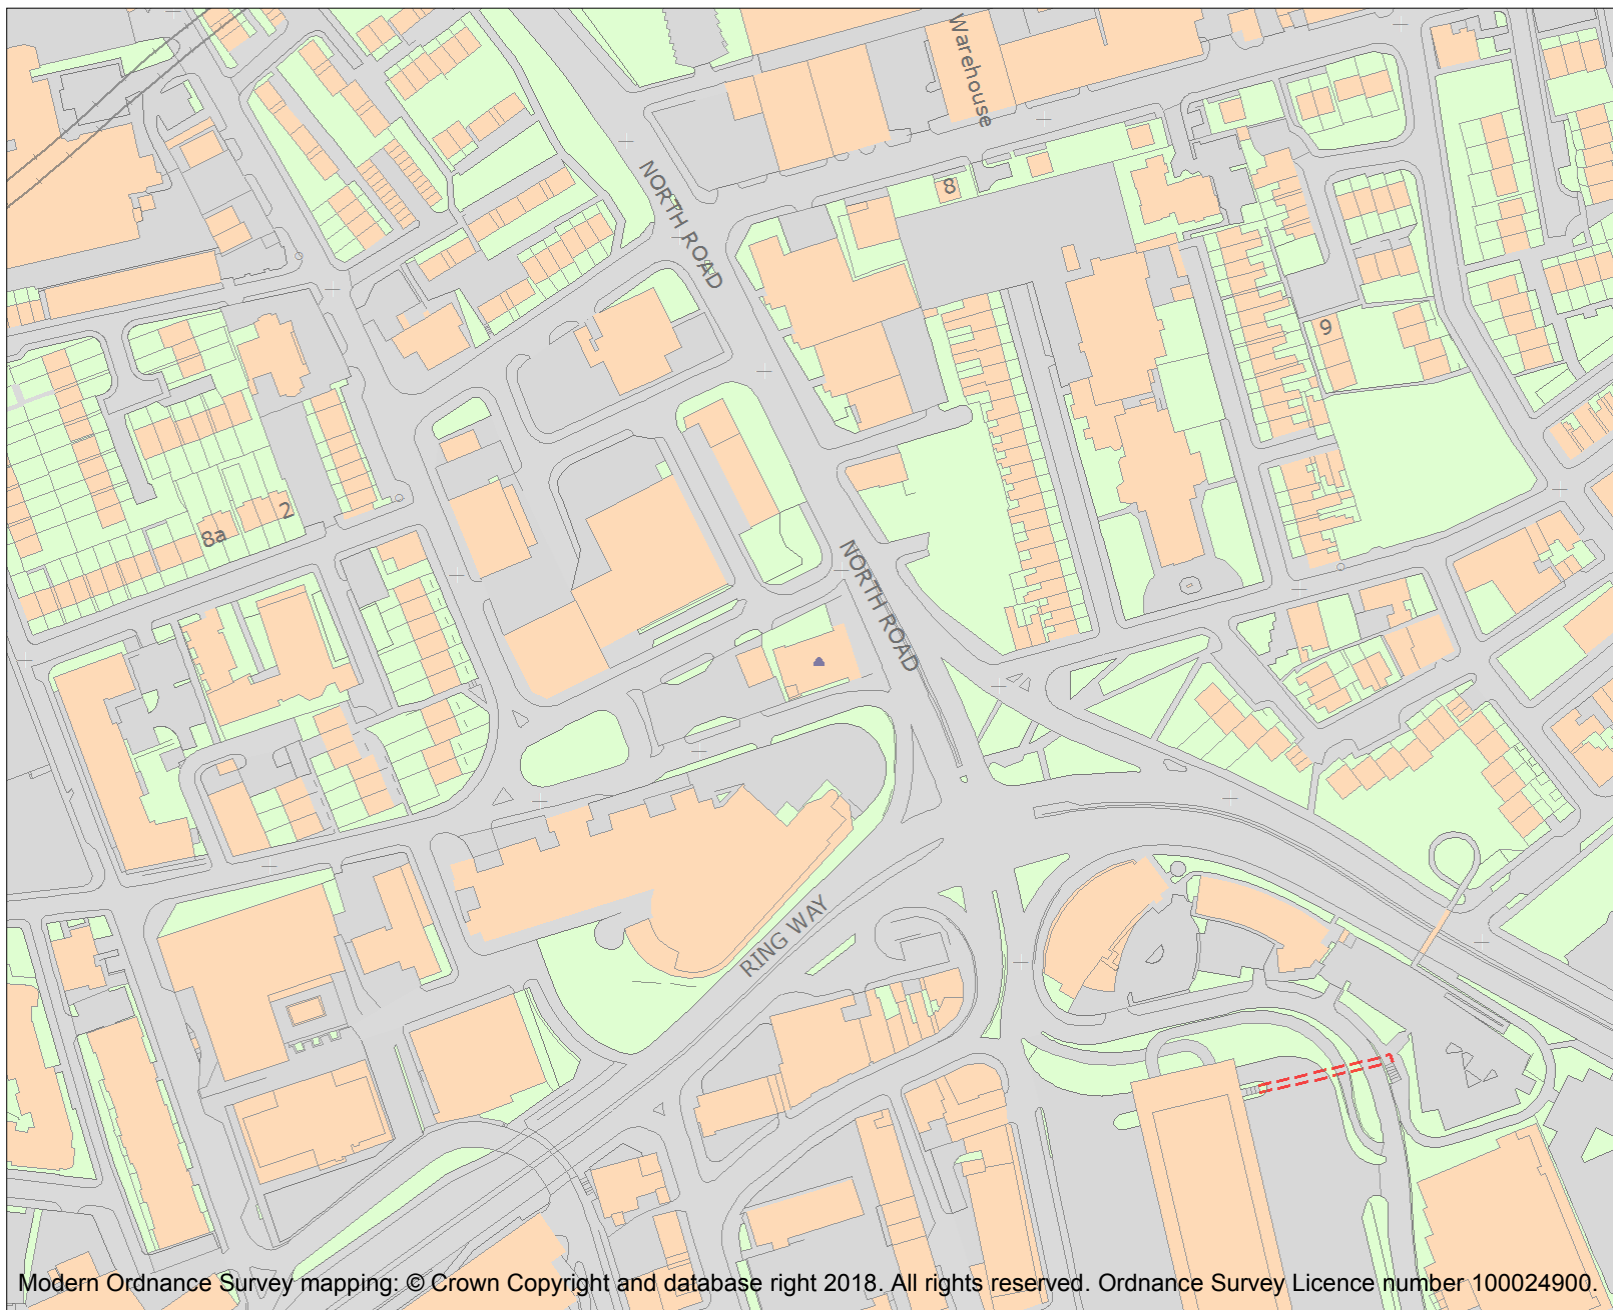 Warehouse
NORTH ROAD
8
9
2
8a
NORTH ROAD
RING WAY
Modern Ordnance Survey mapping: © Crown Copyright and database right 2018. All rights reserved. Ordnance Survey Licence number 100024900.